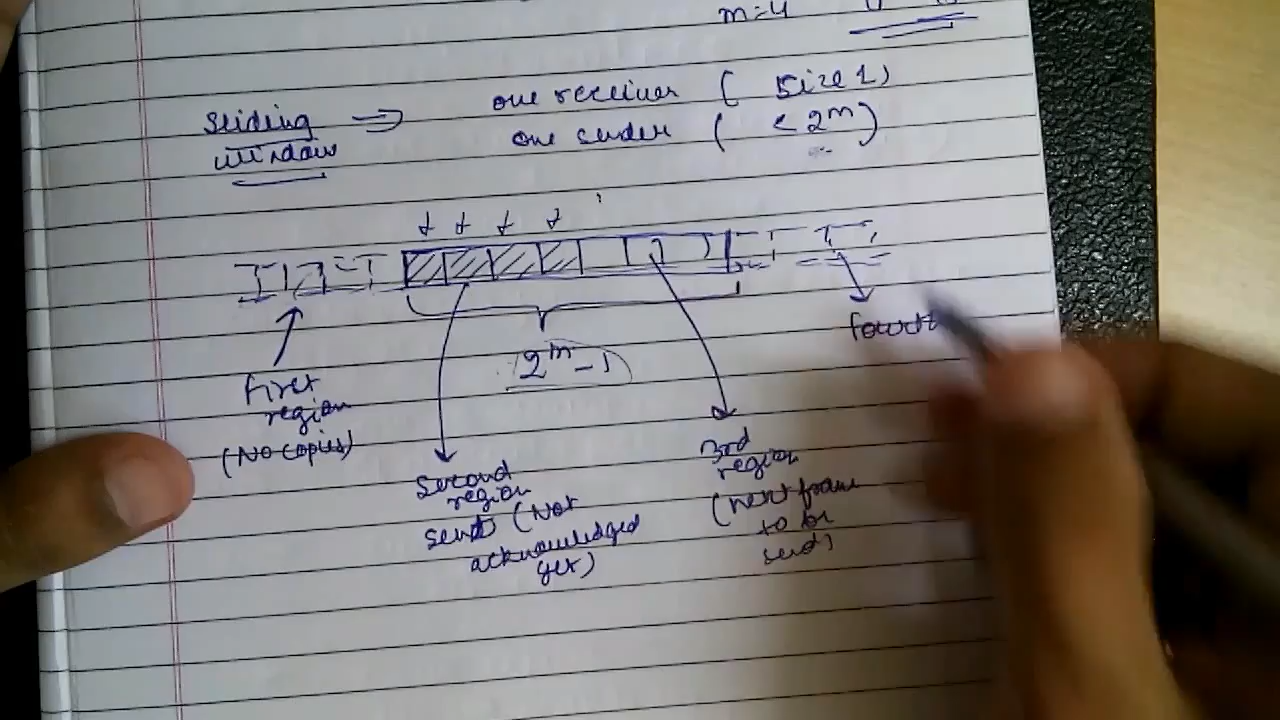 m=4
one receiver ( size 1)
sliding ⇒
one sender ( < 2^m )
window
2^m - 1
fourth
first
region
(No copies)
second
region
send (Not
acknowledged
yet)
3rd
region
(next frame
to be
send)